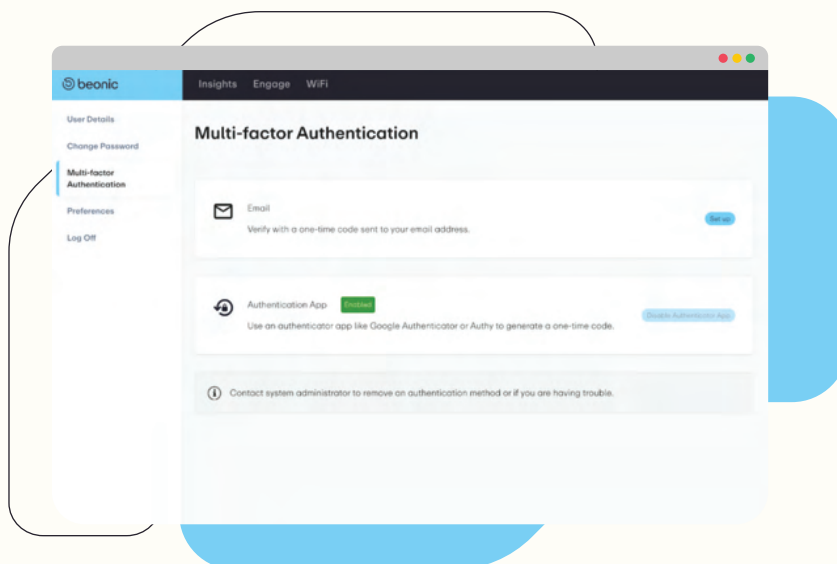 beonic
Insights Engage WiFi
User Details
Change Password
Multi-factor
Authentication
Preferences
Log Off
Multi-factor Authentication
Email
Verify with a one-time code sent to your email address.
Set up
Authentication App Enabled
Use an authenticator app like Google Authenticator or Authy to generate a one-time code.
Disable Authenticator App
Contact system administrator to remove an authentication method or if you are having trouble.